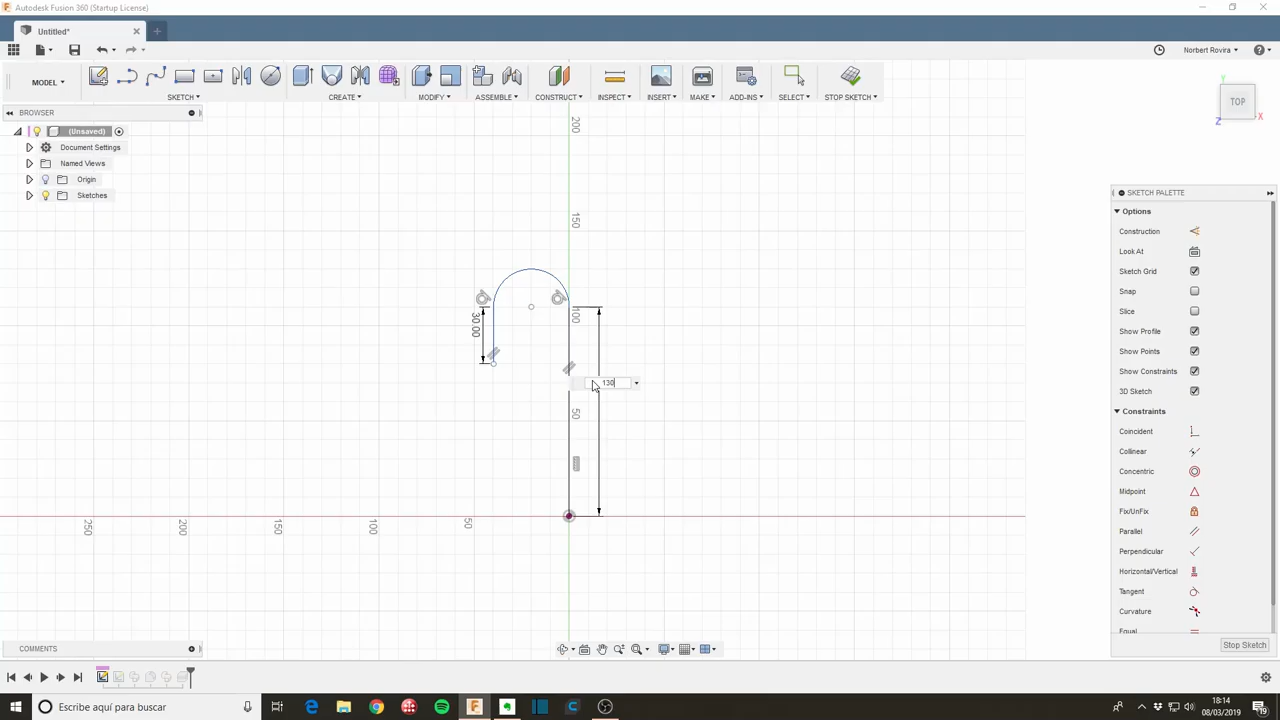 Autodesk Fusion 360 (Startup License)
Untitled*
Norbert Rovira
MODEL
SKETCH
CREATE
MODIFY
ASSEMBLE
CONSTRUCT
INSPECT
INSERT
MAKE
ADD-INS
SELECT
STOP SKETCH
BROWSER
(Unsaved)
Document Settings
Named Views
Origin
Sketches
TOP
Y
X
Z
200
150
100
50
30.00
130
250
200
150
100
50
SKETCH PALETTE
Options
Construction
Look At
Sketch Grid
Snap
Slice
Show Profile
Show Points
Show Constraints
3D Sketch
Constraints
Coincident
Collinear
Concentric
Midpoint
Fix/UnFix
Parallel
Perpendicular
Horizontal/Vertical
Tangent
Curvature
Equal
Stop Sketch
COMMENTS
Escribe aquí para buscar
18:14
08/03/2019